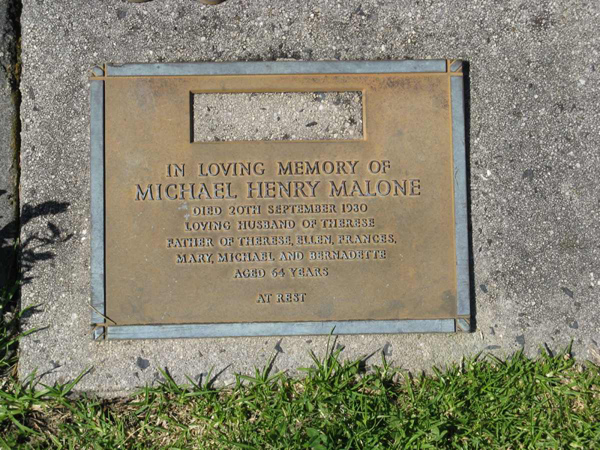 IN LOVING MEMORY OF
MICHAEL HENRY MALONE
DIED 20TH SEPTEMBER 1930
LOVING HUSBAND OF THERESE
FATHER OF THERESE, ELLEN, FRANCES,
MARY, MICHAEL AND BERNADETTE
AGED 64 YEARS
AT REST